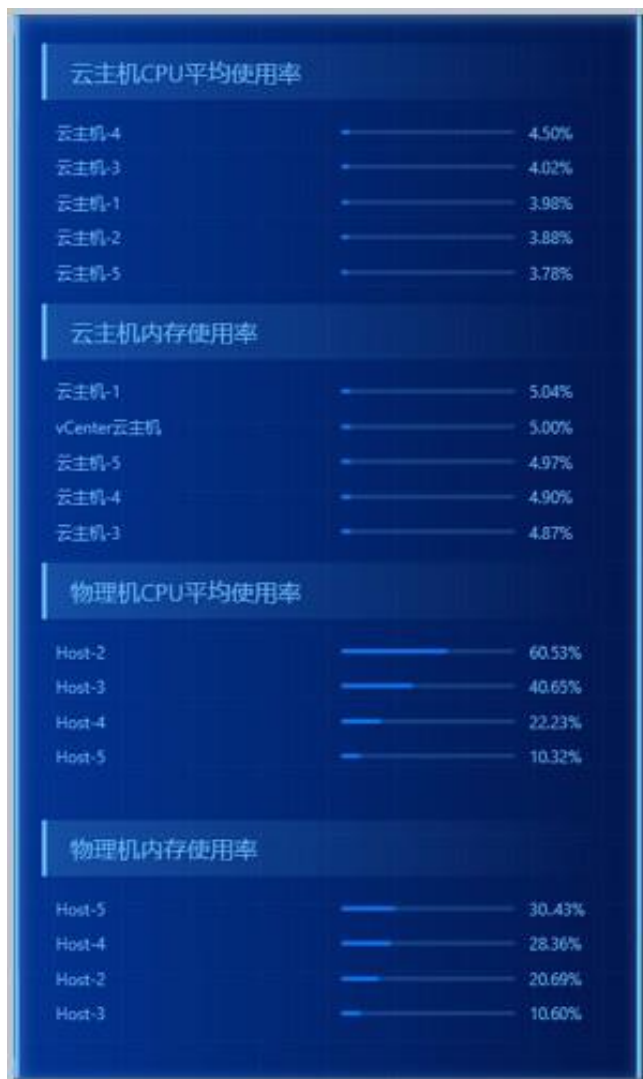 云主机CPU平均使用率
云主机-4 4.50%
云主机-3 4.02%
云主机-1 3.98%
云主机-2 3.88%
云主机-5 3.78%
云主机内存使用率
云主机-1 5.04%
vCenter云主机 5.00%
云主机-5 4.97%
云主机-4 4.90%
云主机-3 4.87%
物理机CPU平均使用率
Host-2 60.53%
Host-3 40.65%
Host-4 22.23%
Host-5 10.32%
物理机内存使用率
Host-5 30..43%
Host-4 28.36%
Host-2 20.69%
Host-3 10.60%